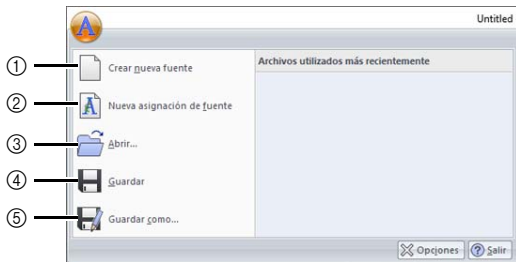 Untitled
① Crear nueva fuente
Archivos utilizados más recientemente
② Nueva asignación de fuente
③ Abrir...
④ Guardar
⑤ Guardar como...
Opciones
Salir